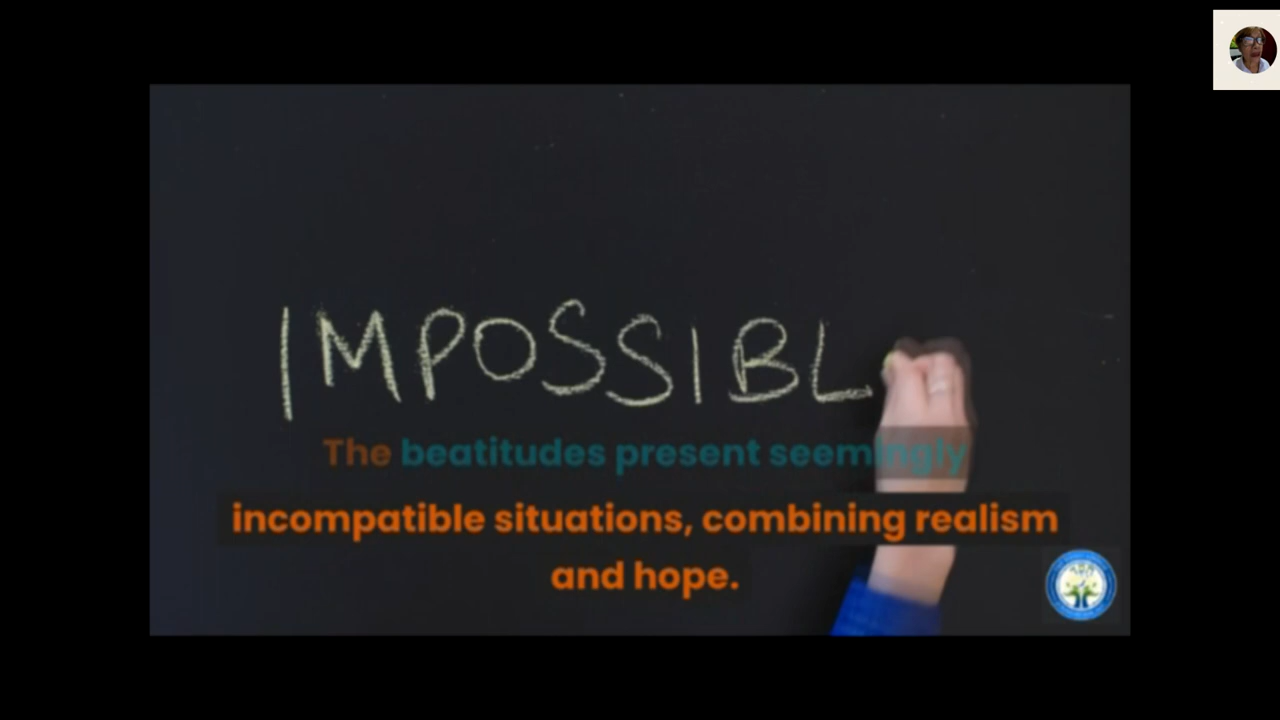 IMPOSSIBL
The beatitudes present seemingly
incompatible situations, combining realism
and hope.